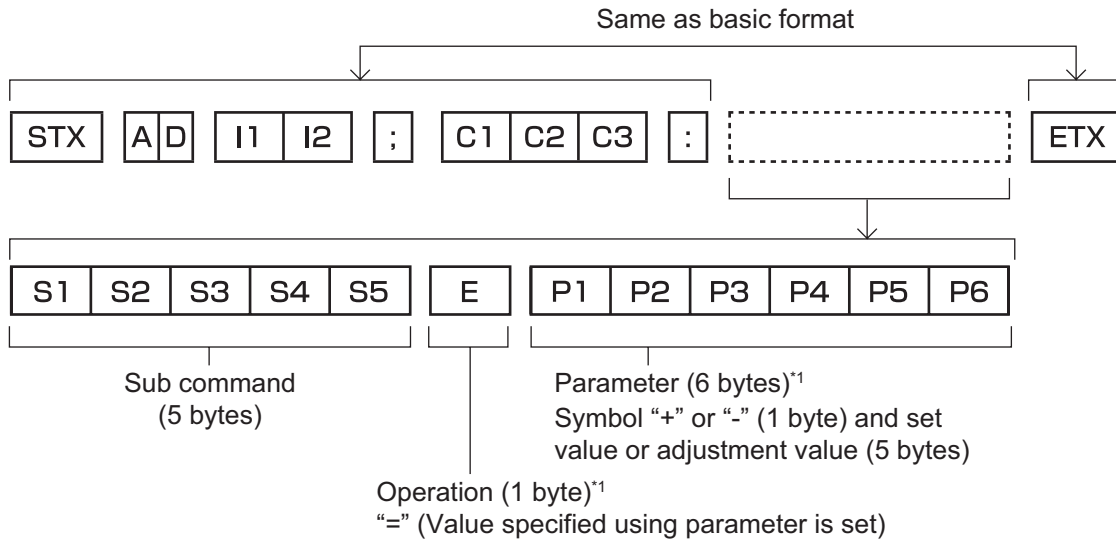 Same as basic format
STX A D I1 I2 ; C1 C2 C3 : ETX
S1 S2 S3 S4 S5 E P1 P2 P3 P4 P5 P6
Sub command
(5 bytes)
Parameter (6 bytes)*1
Symbol “+” or “-” (1 byte) and set
value or adjustment value (5 bytes)
Operation (1 byte)*1
“=” (Value specified using parameter is set)